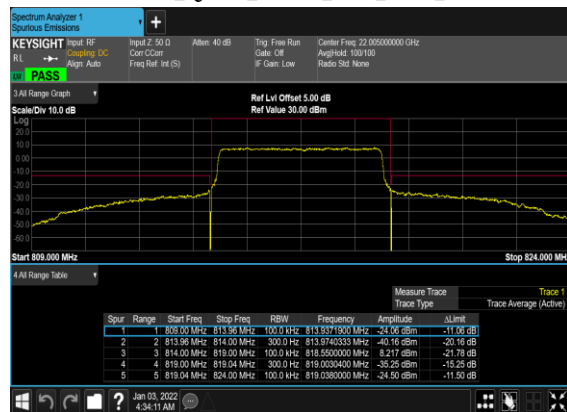 Spectrum Analyzer 1
Spurious Emissions
+
KEYSIGHT Input: RF Input Z: 50 Ω Atten: 40 dB Trig: Free Run Center Freq: 22.005000000 GHz
RL Coupling: DC Corr CCorr Gate: Off Avg|Hold: 100/100
Align: Auto Freq Ref: Int (S) IF Gain: Low Radio Std: None
LW PASS
3 All Range Graph
Ref Lvl Offset 5.00 dB
Scale/Div 10.0 dB Ref Value 30.00 dBm
Log
20.0
10.0
0.00
-10.0
-20.0
-30.0
-40.0
-50.0
-60.0
Start 809.000 MHz Stop 824.000 MH
4 All Range Table
Measure Trace Trace 1
Trace Type Trace Average (Active)
Spur Range Start Freq Stop Freq RBW Frequency Amplitude ΔLimit
1 1 809.00 MHz 813.96 MHz 100.0 kHz 813.9371900 MHz -24.06 dBm -11.06 dB
2 2 813.96 MHz 814.00 MHz 300.0 Hz 813.9740333 MHz -40.16 dBm -20.16 dB
3 3 814.00 MHz 819.00 MHz 100.0 kHz 818.5500000 MHz 8.217 dBm -21.78 dB
4 4 819.00 MHz 819.04 MHz 300.0 Hz 819.0030400 MHz -35.25 dBm -15.25 dB
5 5 819.04 MHz 824.00 MHz 100.0 kHz 819.0380000 MHz -24.50 dBm -11.50 dB
? Jan 03, 2022
4:34:11 AM